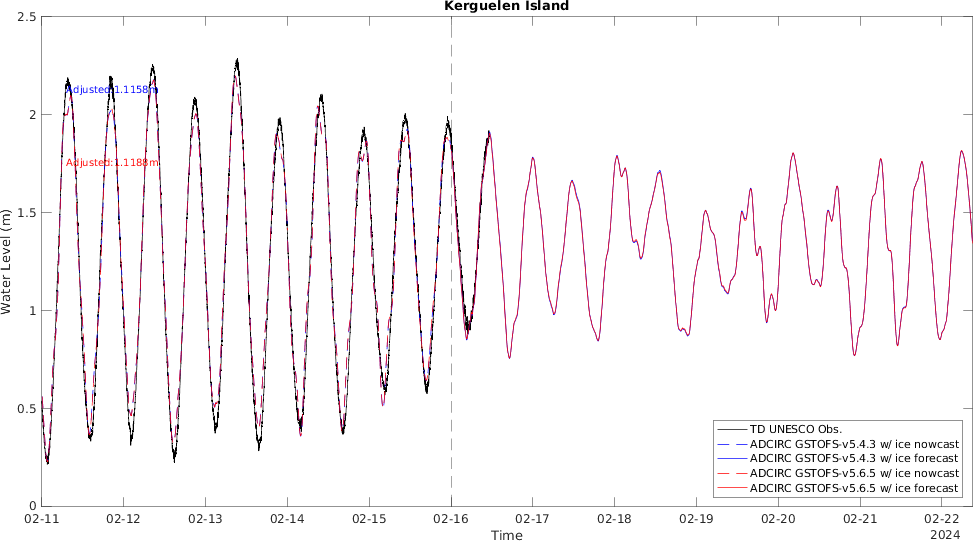 Kerguelen Island
2.5
2
1.5
1
0.5
0
Water Level (m)
Adjusted:1.1158m
Adjusted:1.1188m
TD UNESCO Obs.
ADCIRC GSTOFS-v5.4.3 w/ ice nowcast
ADCIRC GSTOFS-v5.4.3 w/ ice forecast
ADCIRC GSTOFS-v5.6.5 w/ ice nowcast
ADCIRC GSTOFS-v5.6.5 w/ ice forecast
02-11 02-12 02-13 02-14 02-15 02-16 02-17 02-18 02-19 02-20 02-21 02-22
Time
2024